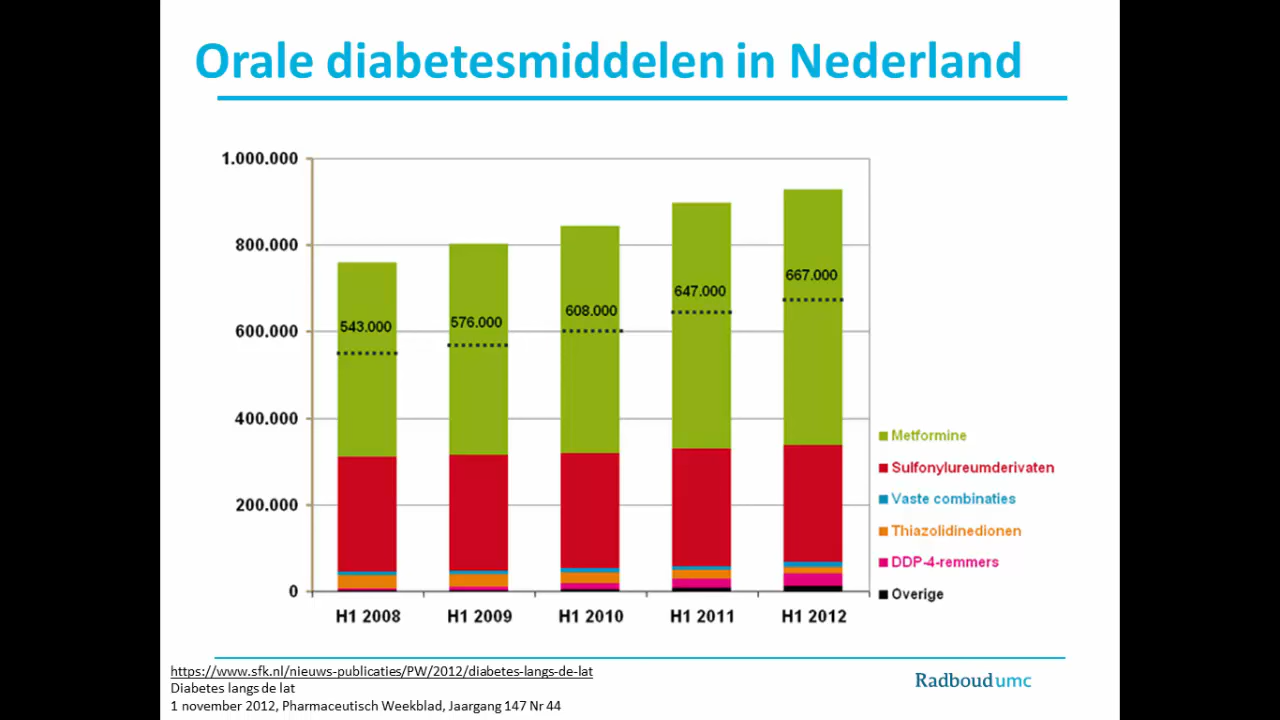 Orale diabetesmiddelen in Nederland
1.000.000
800.000
600.000
400.000
200.000
0
543.000
576.000
608.000
647.000
667.000
H1 2008
H1 2009
H1 2010
H1 2011
H1 2012
Metformine
Sulfonylureumderivaten
Vaste combinaties
Thiazolidinedionen
DDP-4-remmers
Overige
https://www.sfk.nl/nieuws-publicaties/PW/2012/diabetes-langs-de-lat
Diabetes langs de lat
1 november 2012, Pharmaceutisch Weekblad, Jaargang 147 Nr 44
Radboudumc